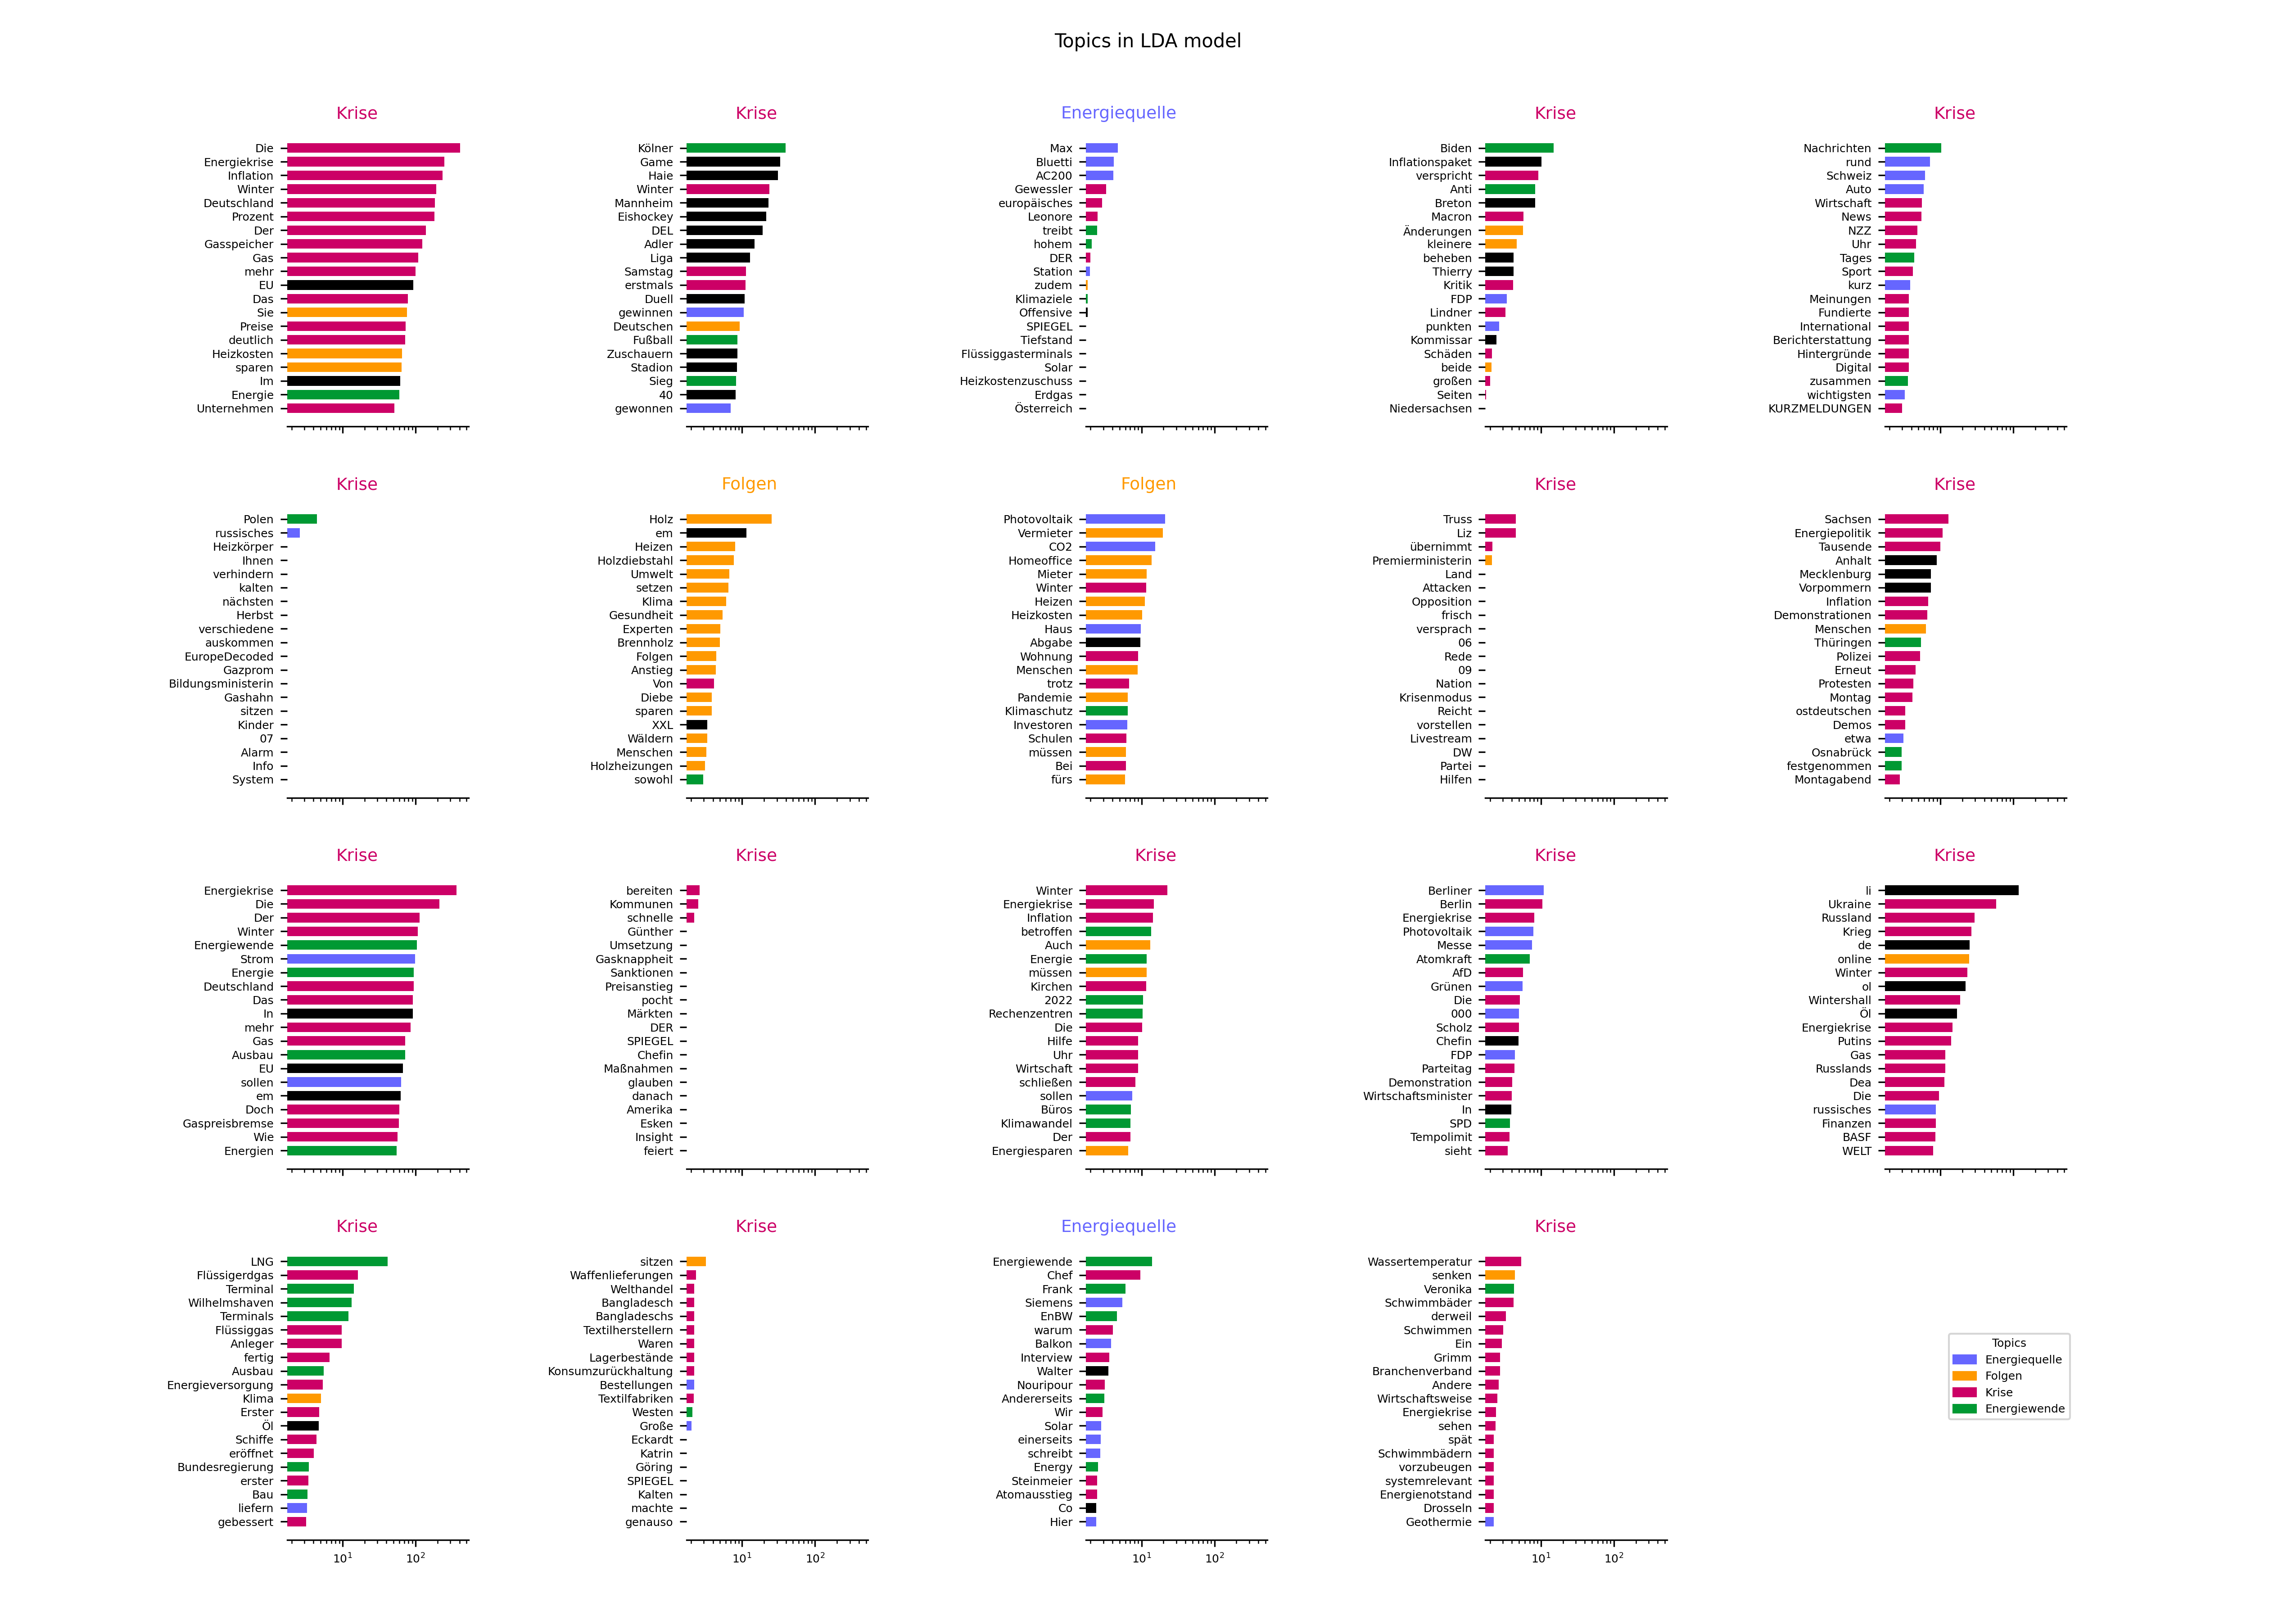 Topics in LDA model
Krise
Die
Energiekrise
Inflation
Winter
Deutschland
Prozent
Der
Gasspeicher
Gas
mehr
EU
Das
Sie
Preise
deutlich
Heizkosten
sparen
Im
Energie
Unternehmen
Krise
Kölner
Game
Haie
Winter
Mannheim
Eishockey
DEL
Adler
Liga
Samstag
erstmals
Duell
gewinnen
Deutschen
Fußball
Zuschauern
Stadion
Sieg
40
gewonnen
Energiequelle
Max
Bluetti
AC200
Gewessler
europäisches
Leonore
treibt
hohem
DER
Station
zudem
Klimaziele
Offensive
SPIEGEL
Tiefstand
Flüssiggasterminals
Solar
Heizkostenzuschuss
Erdgas
Österreich
Krise
Biden
Inflationspaket
verspricht
Anti
Breton
Macron
Änderungen
kleinere
beheben
Thierry
Kritik
FDP
Lindner
punkten
Kommissar
Schäden
beide
großen
Seiten
Niedersachsen
Krise
Nachrichten
rund
Schweiz
Auto
Wirtschaft
News
NZZ
Uhr
Tages
Sport
kurz
Meinungen
Fundierte
International
Berichterstattung
Hintergründe
Digital
zusammen
wichtigsten
KURZMELDUNGEN
Krise
Polen
russisches
Heizkörper
Ihnen
verhindern
kalten
nächsten
Herbst
verschiedene
auskommen
EuropeDecoded
Gazprom
Bildungsministerin
Gashahn
sitzen
Kinder
07
Alarm
Info
System
Folgen
Holz
em
Heizen
Holzdiebstahl
Umwelt
setzen
Klima
Gesundheit
Experten
Brennholz
Folgen
Anstieg
Von
Diebe
sparen
XXL
Wäldern
Menschen
Holzheizungen
sowohl
Folgen
Photovoltaik
Vermieter
CO2
Homeoffice
Mieter
Winter
Heizen
Heizkosten
Haus
Abgabe
Wohnung
Menschen
trotz
Pandemie
Klimaschutz
Investoren
Schulen
müssen
Bei
fürs
Krise
Truss
Liz
übernimmt
Premierministerin
Land
Attacken
Opposition
frisch
versprach
06
Rede
09
Nation
Krisenmodus
Reicht
vorstellen
Livestream
DW
Partei
Hilfen
Krise
Sachsen
Energiepolitik
Tausende
Anhalt
Mecklenburg
Vorpommern
Inflation
Demonstrationen
Menschen
Thüringen
Polizei
Erneut
Protesten
Montag
ostdeutschen
Demos
etwa
Osnabrück
festgenommen
Montagabend
Krise
Energiekrise
Die
Der
Winter
Energiewende
Strom
Energie
Deutschland
Das
In
mehr
Gas
Ausbau
EU
sollen
em
Doch
Gaspreisbremse
Wie
Energien
Krise
bereiten
Kommunen
schnelle
Günther
Umsetzung
Gasknappheit
Sanktionen
Preisanstieg
pocht
Märkten
DER
SPIEGEL
Chefin
Maßnahmen
glauben
danach
Amerika
Esken
Insight
feiert
Krise
Winter
Energiekrise
Inflation
betroffen
Auch
Energie
müssen
Kirchen
2022
Rechenzentren
Die
Hilfe
Uhr
Wirtschaft
schließen
sollen
Büros
Klimawandel
Der
Energiesparen
Krise
Berliner
Berlin
Energiekrise
Photovoltaik
Messe
Atomkraft
AfD
Grünen
Die
000
Scholz
Chefin
FDP
Parteitag
Demonstration
Wirtschaftsminister
In
SPD
Tempolimit
sieht
Krise
li
Ukraine
Russland
Krieg
de
online
Winter
ol
Wintershall
Öl
Energiekrise
Putins
Gas
Russlands
Dea
Die
russisches
Finanzen
BASF
WELT
Krise
LNG
Flüssigerdgas
Terminal
Wilhelmshaven
Terminals
Flüssiggas
Anleger
fertig
Ausbau
Energieversorgung
Klima
Erster
Öl
Schiffe
eröffnet
Bundesregierung
erster
Bau
liefern
gebessert
10¹ 10²
Krise
sitzen
Waffenlieferungen
Welthandel
Bangladesch
Bangladeschs
Textilherstellern
Waren
Lagerbestände
Konsumzurückhaltung
Bestellungen
Textilfabriken
Westen
Große
Eckardt
Katrin
Göring
SPIEGEL
Kalten
machte
genauso
10¹ 10²
Energiequelle
Energiewende
Chef
Frank
Siemens
EnBW
warum
Balkon
Interview
Walter
Nouripour
Andererseits
Wir
Solar
einerseits
schreibt
Energy
Steinmeier
Atomausstieg
Co
Hier
10¹ 10²
Krise
Wassertemperatur
senken
Veronika
Schwimmbäder
derweil
Schwimmen
Ein
Grimm
Branchenverband
Andere
Wirtschaftsweise
Energiekrise
sehen
spät
Schwimmbädern
vorzubeugen
systemrelevant
Energienotstand
Drosseln
Geothermie
10¹ 10²
Topics
Energiequelle
Folgen
Krise
Energiewende